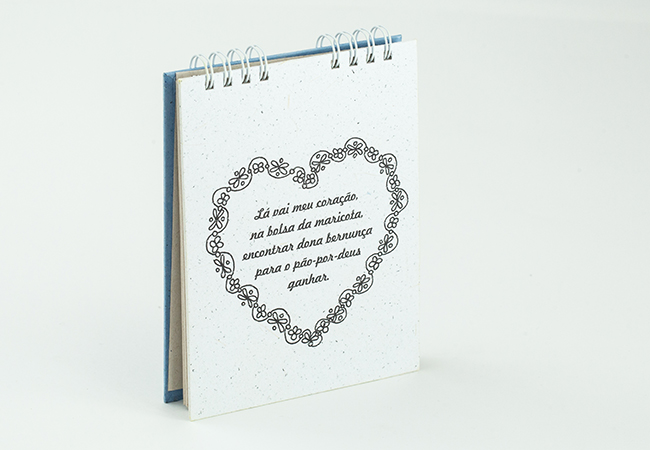 Lá vai meu coração,
na bolsa da maricota,
encontrar dona bernunça
para o pão-por-deus
ganhar.